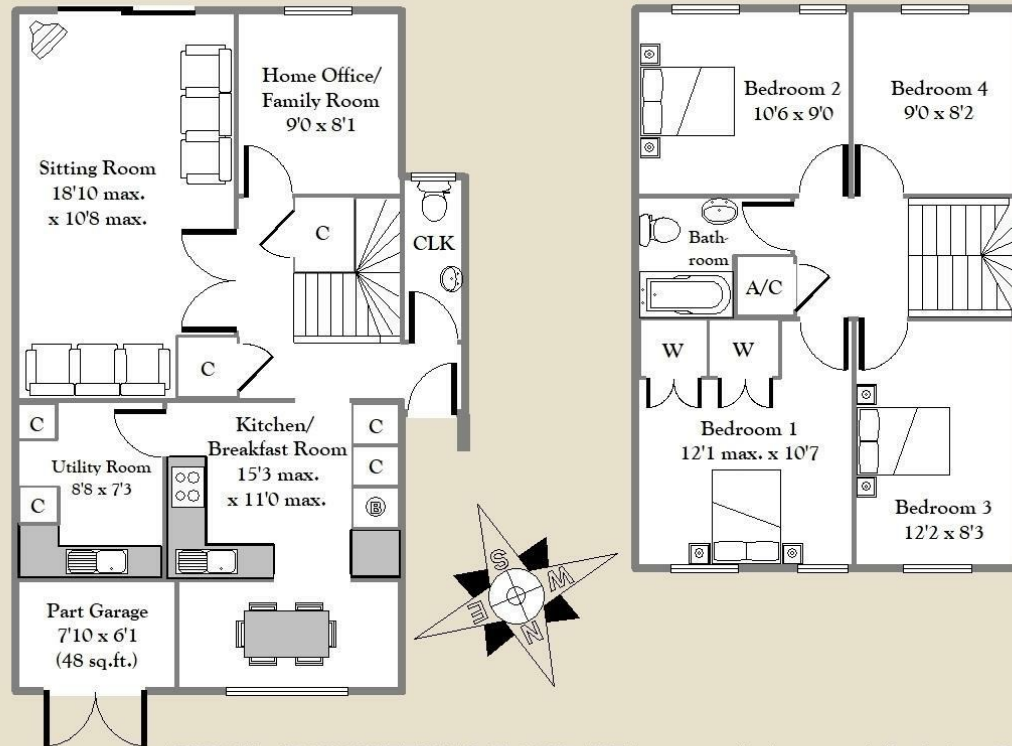 Home Office/
Family Room
9'0 x 8'1
Sitting Room
18'10 max.
x 10'8 max.
C
CLK
C
C
Kitchen/
Breakfast Room
15'3 max.
x 11'0 max.
C
C
B
Utility Room
8'8 x 7'3
C
Part Garage
7'10 x 6'1
(48 sq.ft.)
S
W
E
N
Bedroom 2
10'6 x 9'0
Bedroom 4
9'0 x 8'2
Bath-
room
A/C
W
W
Bedroom 1
12'1 max. x 10'7
Bedroom 3
12'2 x 8'3